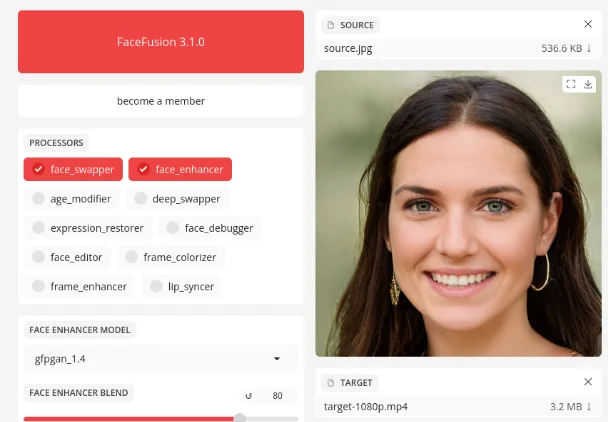 FaceFusion 3.1.0
become a member
PROCESSORS
face_swapper face_enhancer
age_modifier deep_swapper
expression_restorer face_debugger
face_editor frame_colorizer
frame_enhancer lip_syncer
FACE ENHANCER MODEL
gfpgan_1.4
FACE ENHANCER BLEND ↺ 80
SOURCE ×
source.jpg 536.6 KB ↓
TARGET ×
target-1080p.mp4 3.2 MB ↓